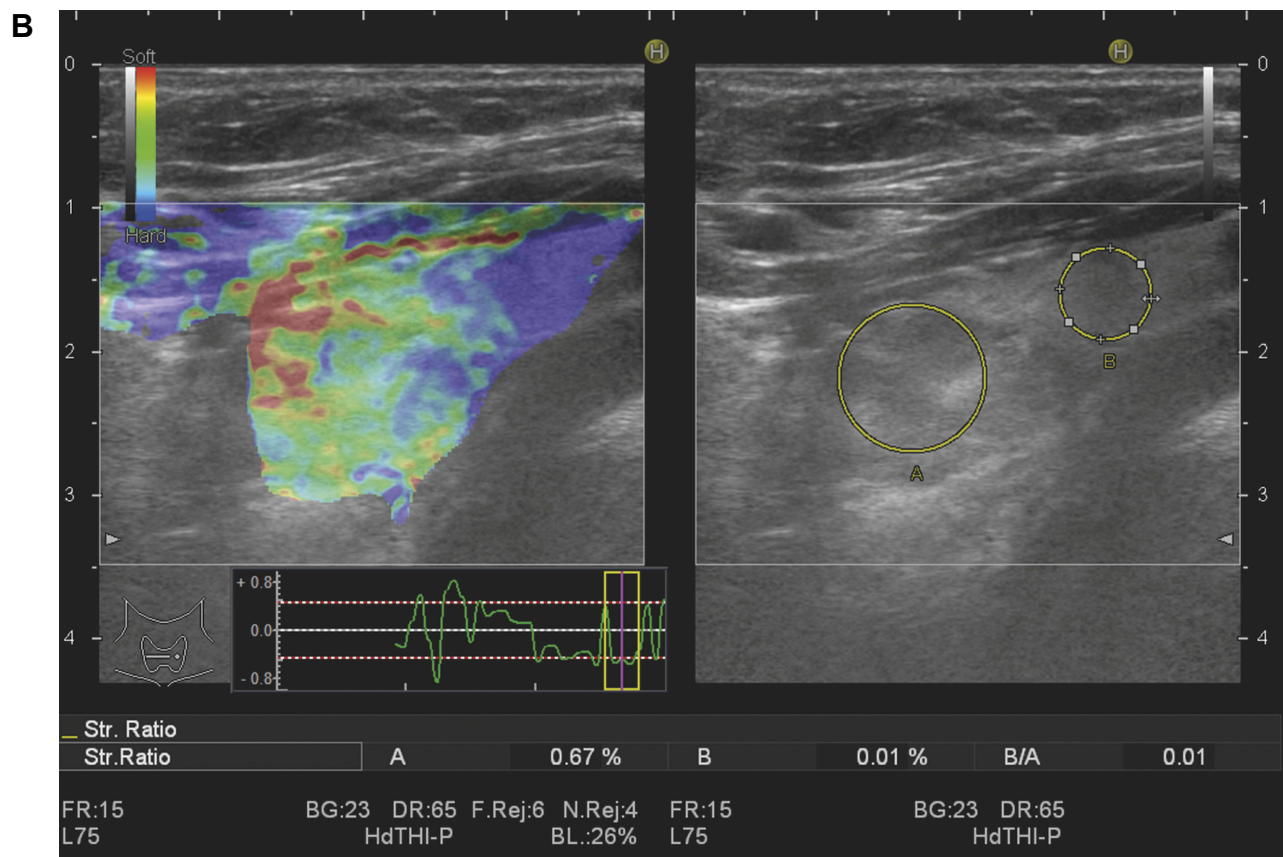 B
H H
Soft
Hard
0 0
1 1
2 2
3 3
4 4
A
B
+ 0.8
0.0
- 0.8
Str. Ratio
Str.Ratio A 0.67 % B 0.01 % B/A 0.01
FR:15 BG:23 DR:65 F.Rej:6 N.Rej:4 FR:15 BG:23 DR:65
L75 HdTHI-P BL.:26% L75 HdTHI-P